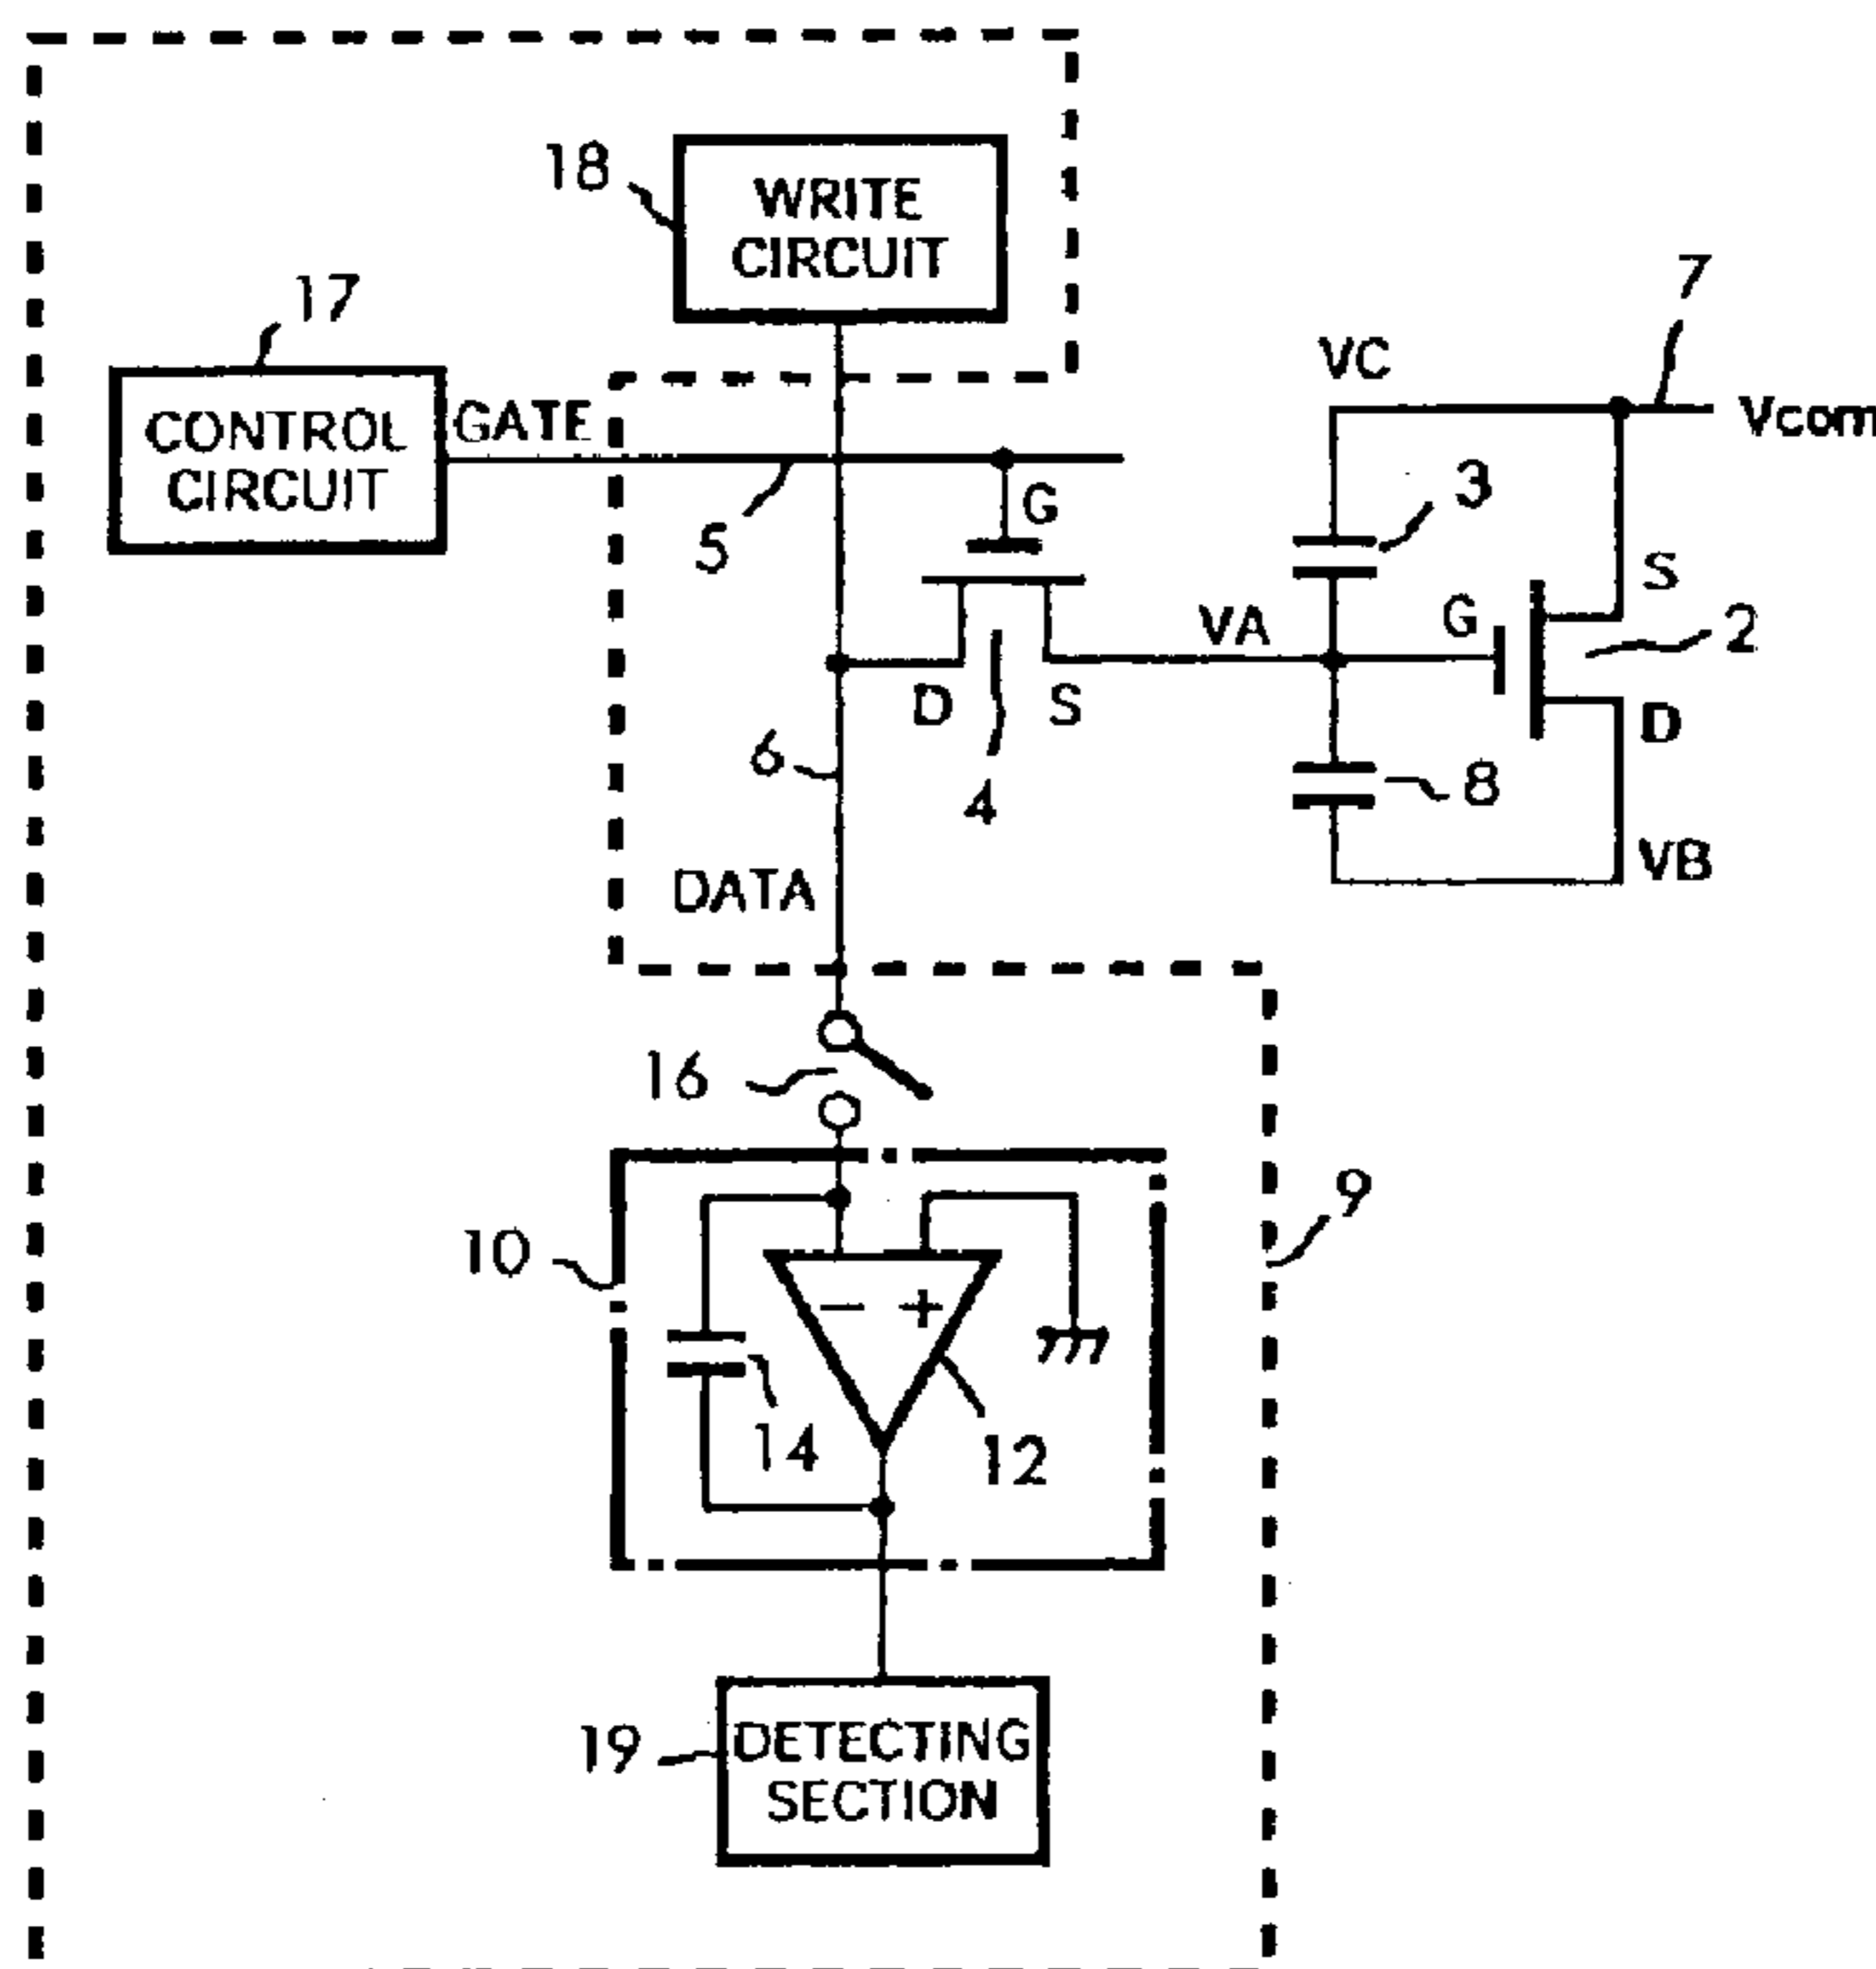 18
WRITE
CIRCUIT
17
CONTROL
CIRCUIT
GATE
7
VC
Vcom
3
5
G
S
VA
G
2
D
S
D
6
4
8
VB
DATA
16
9
10
− +
14
12
19
DETECTING
SECTION